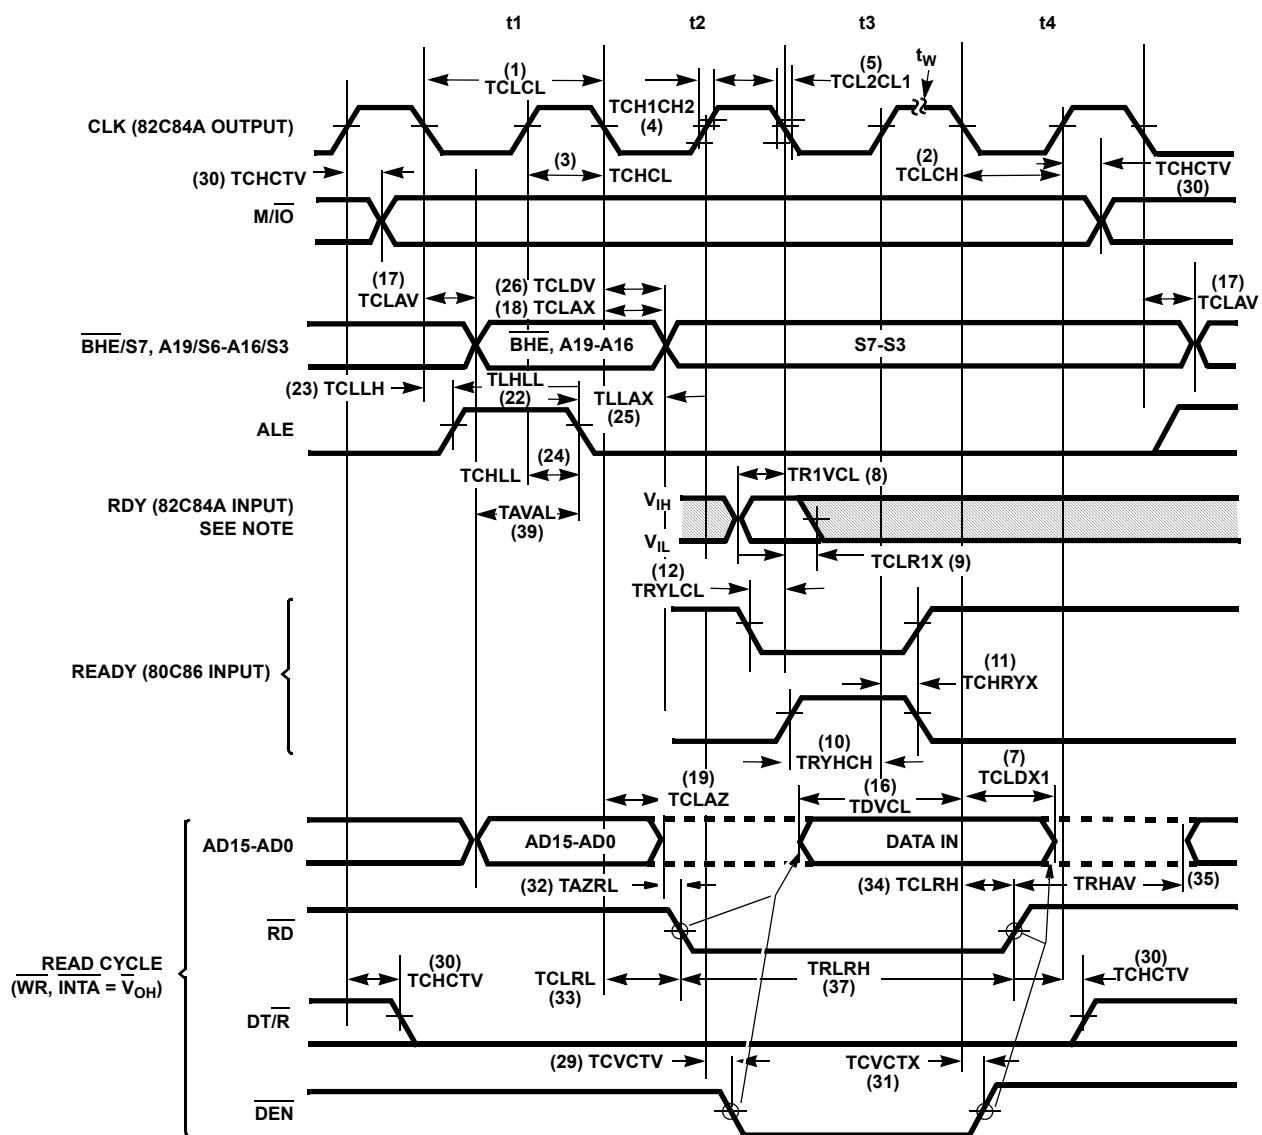 t1 t2 t3 t4
tW
(1)
TCLCL
(5)
TCL2CL1
TCH1CH2
(4)
CLK (82C84A OUTPUT)
(30) TCHCTV
(3) TCHCL
(2)
TCLCH
TCHCTV
(30)
M/IO
(17)
TCLAV
(26) TCLDV
(18) TCLAX
(17)
TCLAV
BHE/S7, A19/S6-A16/S3
BHE, A19-A16
S7-S3
(23) TCLLH
TLHLL
(22)
TLLAX
(25)
ALE
TCHLL
(24)
TR1VCL (8)
RDY (82C84A INPUT)
SEE NOTE
VIH
TAVAL
(39)
VIL
TCLR1X (9)
(12)
TRYLCL
READY (80C86 INPUT)
(11)
TCHRYX
(10)
TRYHCH
(19)
TCLAZ
(16)
TDVCL
(7)
TCLDX1
AD15-AD0
AD15-AD0
DATA IN
(32) TAZRL
(34) TCLRH
TRHAV
(35)
RD
READ CYCLE
(WR, INTA = VOH)
(30)
TCHCTV
TCLRL
(33)
TRLRH
(37)
(30)
TCHCTV
DT/R
(29) TCVCTV
TCVCTX
(31)
DEN